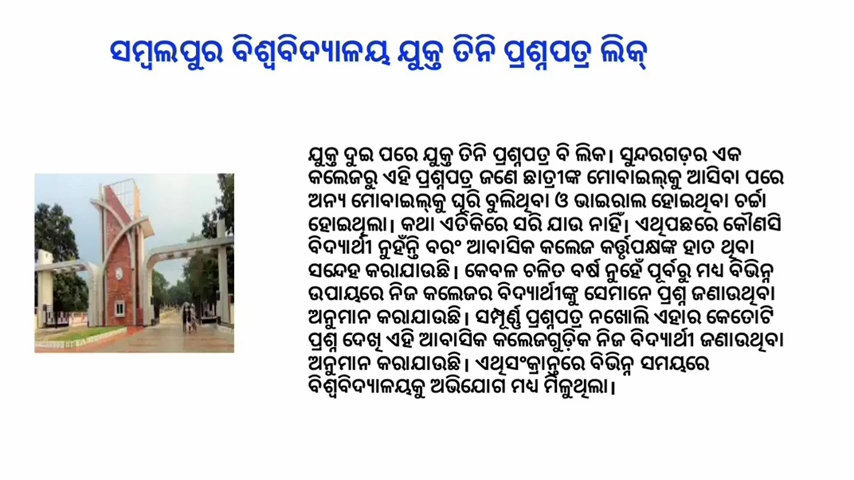 ସମ୍ବଲପୁର ବିଶ୍ୱବିଦ୍ୟାଳୟ ଯୁକ୍ତ ତିନି ପ୍ରଶ୍ନପତ୍ର ଲିକ୍
ଯୁକ୍ତ ଦୁଇ ପରେ ଯୁକ୍ତ ତିନି ପ୍ରଶ୍ନପତ୍ର ବି ଲିକ। ସୁନ୍ଦରଗଡ଼ର ଏକ
କଲେଜରୁ ଏହି ପ୍ରଶ୍ନପତ୍ର ଜଣେ ଛାତ୍ରୀଙ୍କ ମୋବାଇଲ୍‌କୁ ଆସିବା ପରେ
ଅନ୍ୟ ମୋବାଇଲ୍‌କୁ ଘୂରି ବୁଲିଥିବା ଓ ଭାଇରାଲ ହୋଇଥିବା ଚର୍ଚ୍ଚା
ହୋଇଥିଲା। କଥା ଏତିକିରେ ସରି ଯାଉ ନାହିଁ। ଏଥିପଛରେ କୌଣସି
ବିଦ୍ୟାର୍ଥୀ ନୁହଁନ୍ତି ବରଂ ଆବାସିକ କଲେଜ କର୍ତ୍ତୃପକ୍ଷଙ୍କ ହାତ ଥିବା
ସନ୍ଦେହ କରାଯାଉଛି। କେବଳ ଚଳିତ ବର୍ଷ ନୁହେଁ ପୂର୍ବରୁ ମଧ୍ୟ ବିଭିନ୍ନ
ଉପାୟରେ ନିଜ କଲେଜର ବିଦ୍ୟାର୍ଥୀଙ୍କୁ ସେମାନେ ପ୍ରଶ୍ନ ଜଣାଉଥିବା
ଅନୁମାନ କରାଯାଉଛି। ସମ୍ପୂର୍ଣ୍ଣ ପ୍ରଶ୍ନପତ୍ର ନଖୋଲି ଏହାର କେତୋଟି
ପ୍ରଶ୍ନ ଦେଖି ଏହି ଆବାସିକ କଲେଜଗୁଡ଼ିକ ନିଜ ବିଦ୍ୟାର୍ଥୀ ଜଣାଉଥିବା
ଅନୁମାନ କରାଯାଉଛି। ଏଥିସଂକ୍ରାନ୍ତରେ ବିଭିନ୍ନ ସମୟରେ
ବିଶ୍ୱବିଦ୍ୟାଳୟକୁ ଅଭିଯୋଗ ମଧ୍ୟ ମିଳୁଥିଲା।